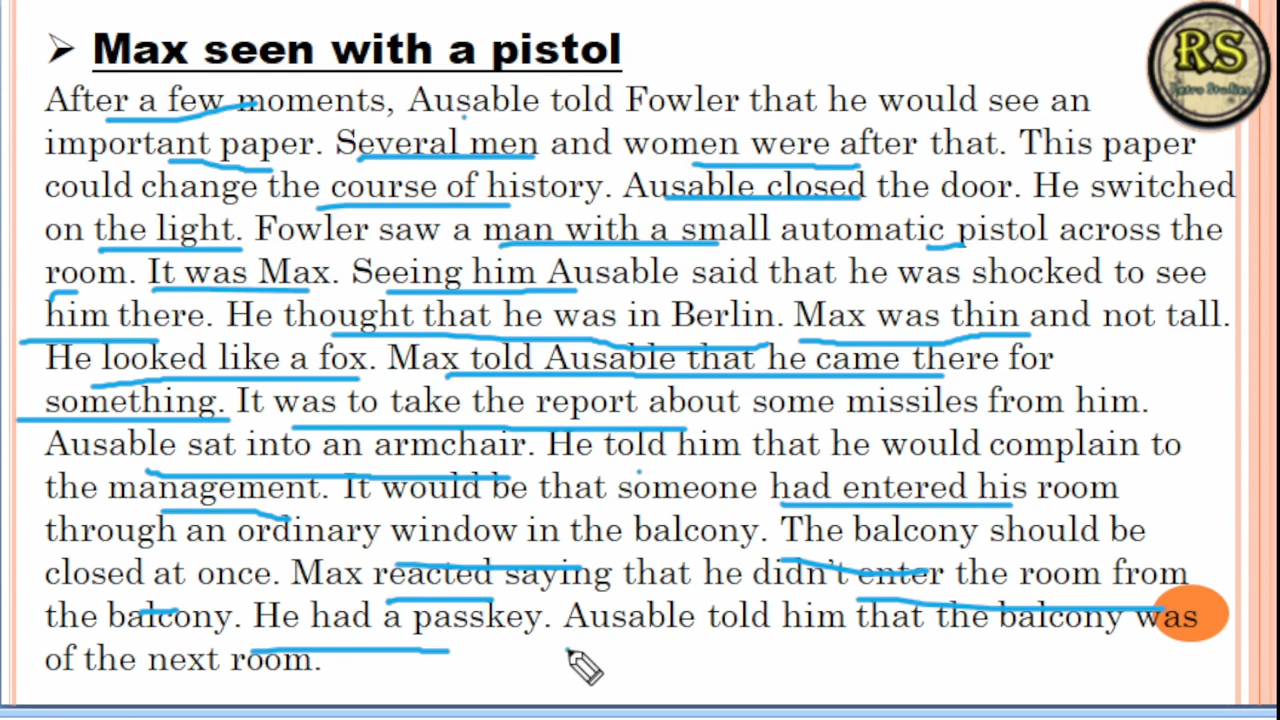 ➢ Max seen with a pistol
After a few moments, Ausable told Fowler that he would see an
important paper. Several men and women were after that. This paper
could change the course of history. Ausable closed the door. He switched
on the light. Fowler saw a man with a small automatic pistol across the
room. It was Max. Seeing him Ausable said that he was shocked to see
him there. He thought that he was in Berlin. Max was thin and not tall.
He looked like a fox. Max told Ausable that he came there for
something. It was to take the report about some missiles from him.
Ausable sat into an armchair. He told him that he would complain to
the management. It would be that someone had entered his room
through an ordinary window in the balcony. The balcony should be
closed at once. Max reacted saying that he didn't enter the room from
the balcony. He had a passkey. Ausable told him that the balcony was
of the next room.
RS
Retro Studies